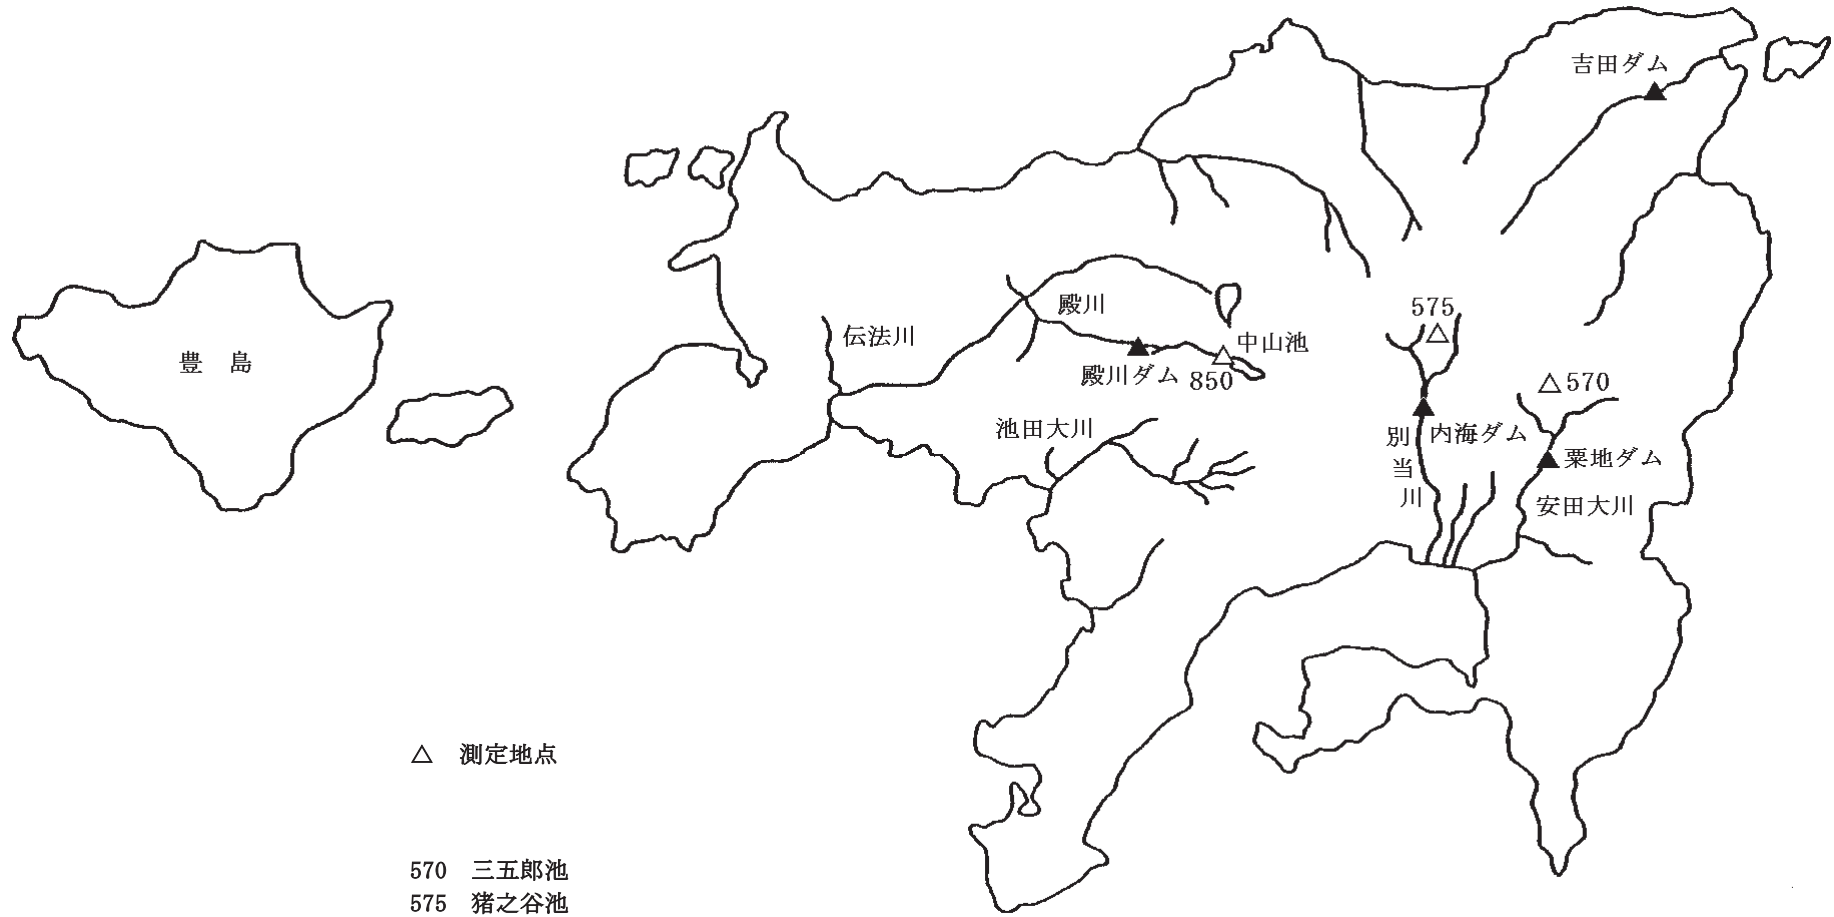 吉田ダム
575
殿川
伝法川
中山池
豊 島
殿川ダム 850
570
池田大川
別当川
内海ダム
粟地ダム
安田大川
△ 測定地点
570 三五郎池
575 猪之谷池